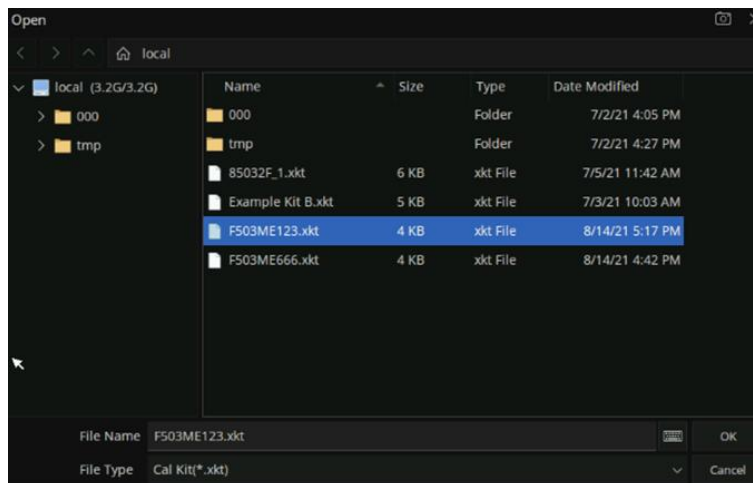 Open
local
local (3.2G/3.2G)
000
tmp
Name Size Type Date Modified
000 Folder 7/2/21 4:05 PM
tmp Folder 7/2/21 4:27 PM
85032F_1.xkt 6 KB xkt File 7/5/21 11:42 AM
Example Kit B.xkt 5 KB xkt File 7/3/21 10:03 AM
F503ME123.xkt 4 KB xkt File 8/14/21 5:17 PM
F503ME666.xkt 4 KB xkt File 8/14/21 4:42 PM
File Name F503ME123.xkt OK
File Type Cal Kit(*.xkt) Cancel